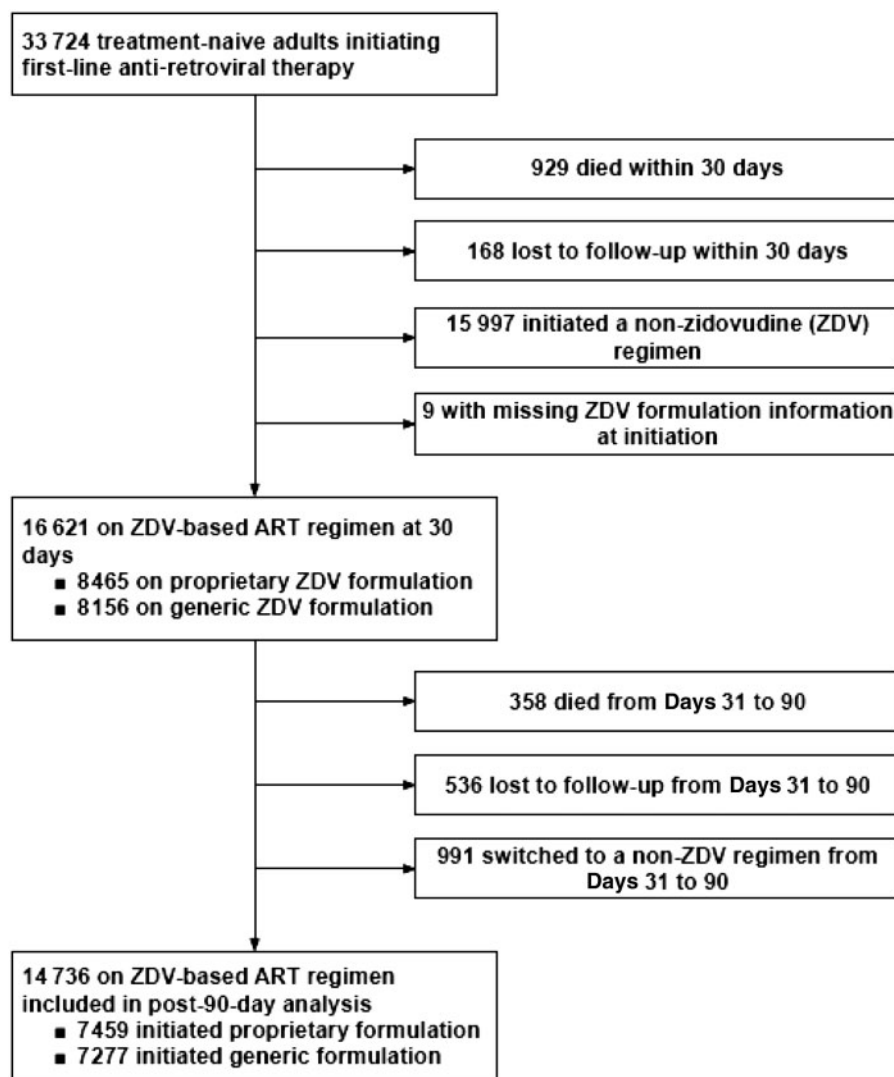 33 724 treatment-naive adults initiating
first-line anti-retroviral therapy
929 died within 30 days
168 lost to follow-up within 30 days
15 997 initiated a non-zidovudine (ZDV)
regimen
9 with missing ZDV formulation information
at initiation
16 621 on ZDV-based ART regimen at 30
days
▪ 8465 on proprietary ZDV formulation
▪ 8156 on generic ZDV formulation
358 died from Days 31 to 90
536 lost to follow-up from Days 31 to 90
991 switched to a non-ZDV regimen from
Days 31 to 90
14 736 on ZDV-based ART regimen
included in post-90-day analysis
▪ 7459 initiated proprietary formulation
▪ 7277 initiated generic formulation